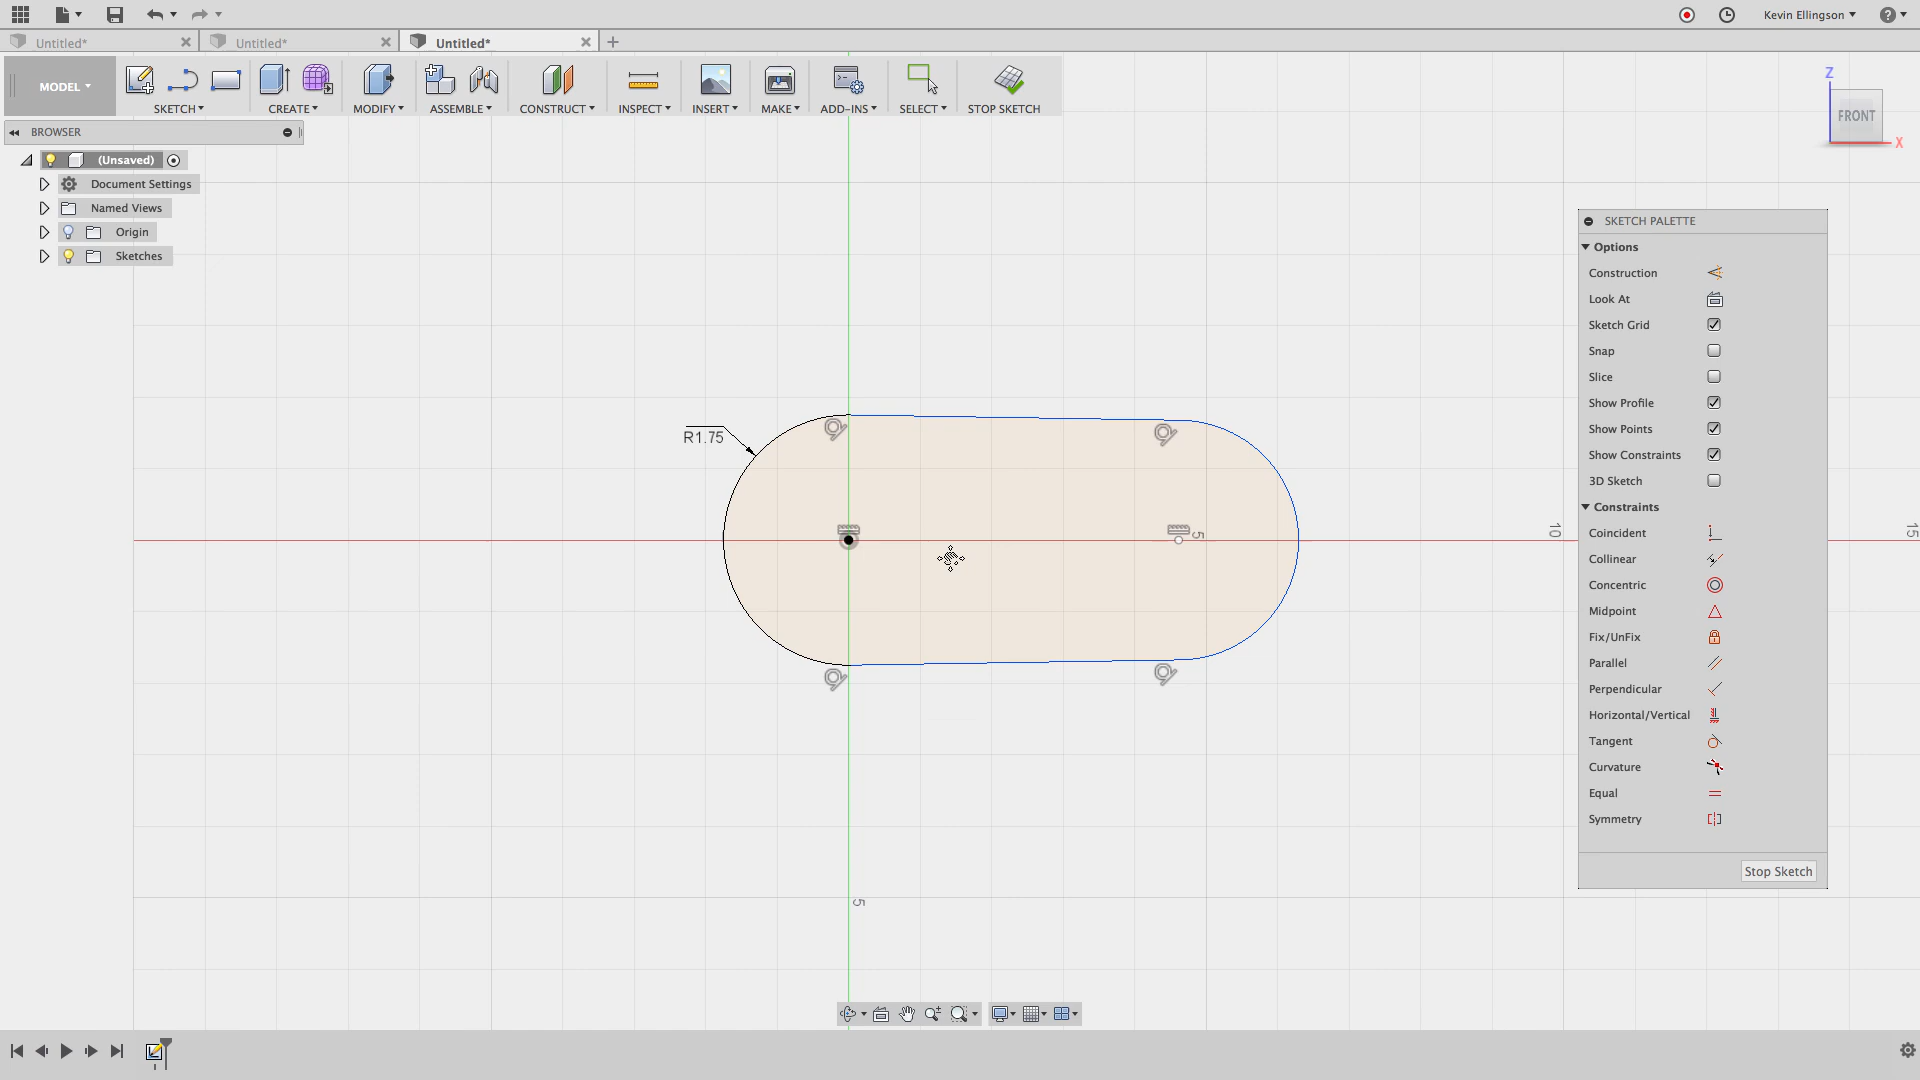 Kevin Ellingson
Untitled*
Untitled*
Untitled*
MODEL
SKETCH
CREATE
MODIFY
ASSEMBLE
CONSTRUCT
INSPECT
INSERT
MAKE
ADD-INS
SELECT
STOP SKETCH
BROWSER
(Unsaved)
Document Settings
Named Views
Origin
Sketches
Z
FRONT
X
R1.75
5
10
15
5
SKETCH PALETTE
Options
Construction
Look At
Sketch Grid
Snap
Slice
Show Profile
Show Points
Show Constraints
3D Sketch
Constraints
Coincident
Collinear
Concentric
Midpoint
Fix/UnFix
Parallel
Perpendicular
Horizontal/Vertical
Tangent
Curvature
Equal
Symmetry
Stop Sketch